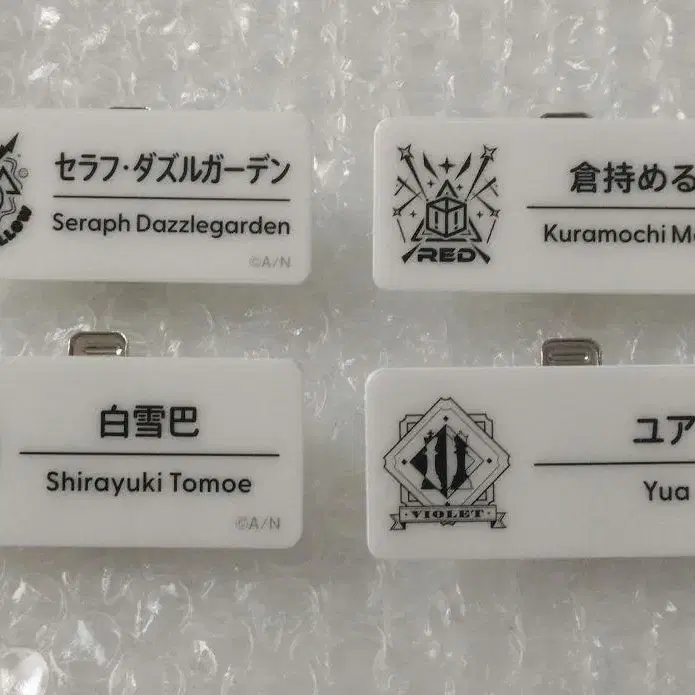 セラフ・ダズルガーデン
Seraph Dazzlegarden
©A/N
倉持める
Kuramochi M
RED
白雪巴
Shirayuki Tomoe
©A/N
ユア
Yua
VIOLET